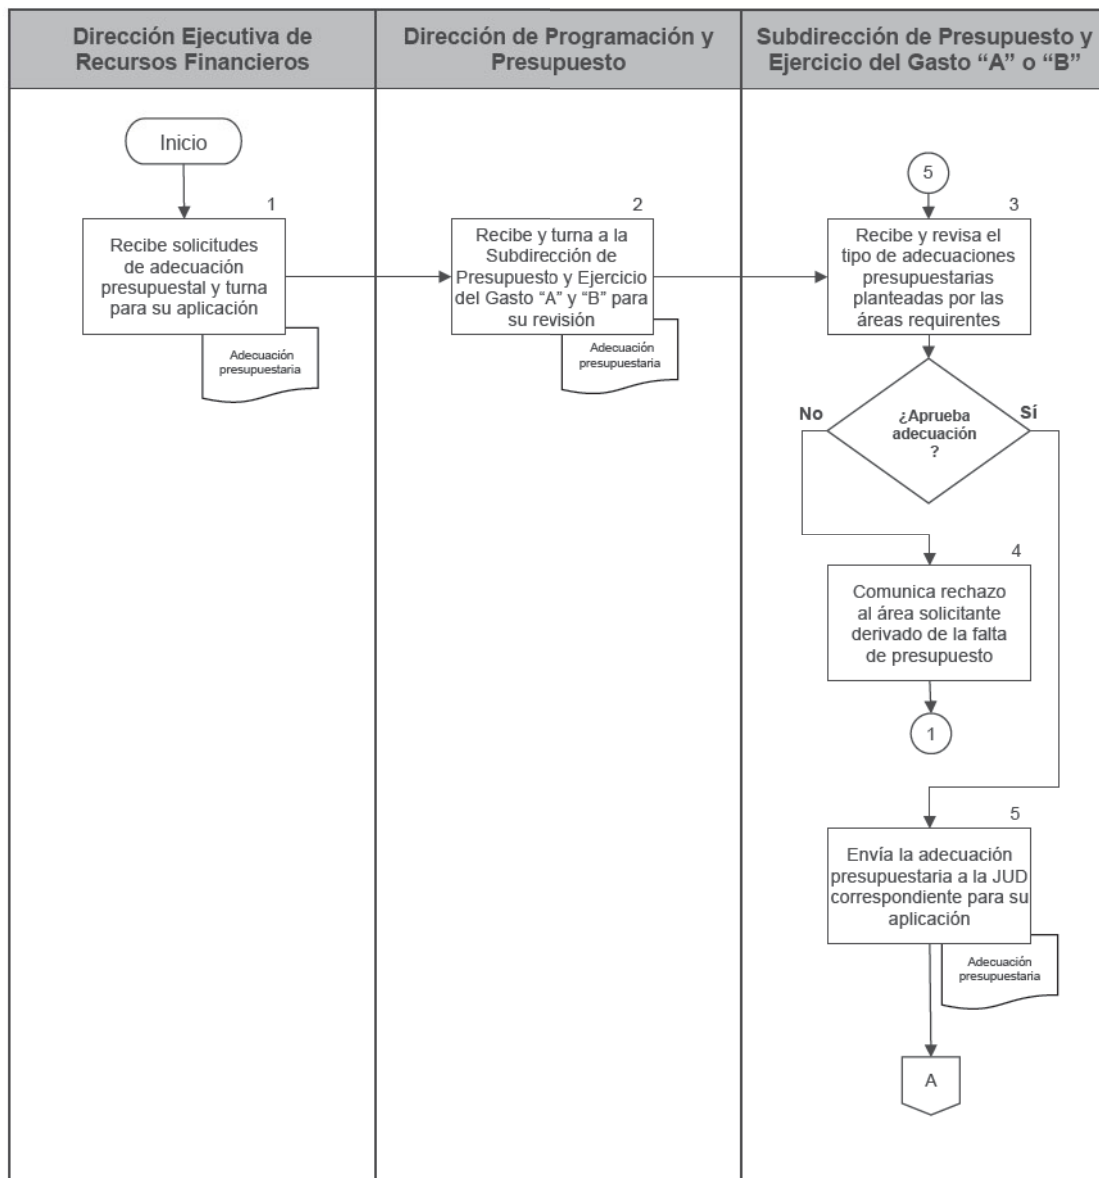 Dirección Ejecutiva de
Recursos Financieros
Dirección de Programación y
Presupuesto
Subdirección de Presupuesto y
Ejercicio del Gasto “A” o “B”
Inicio
1
Recibe solicitudes
de adecuación
presupuestal y turna
para su aplicación
Adecuación
presupuestaria
2
Recibe y turna a la
Subdirección de
Presupuesto y Ejercicio
del Gasto “A” y “B” para
su revisión
Adecuación
presupuestaria
5
3
Recibe y revisa el
tipo de adecuaciones
presupuestarias
planteadas por las
áreas requirentes
No
¿Aprueba
adecuación
?
Sí
4
Comunica rechazo
al área solicitante
derivado de la falta
de presupuesto
1
5
Envía la adecuación
presupuestaria a la JUD
correspondiente para su
aplicación
Adecuación
presupuestaria
A